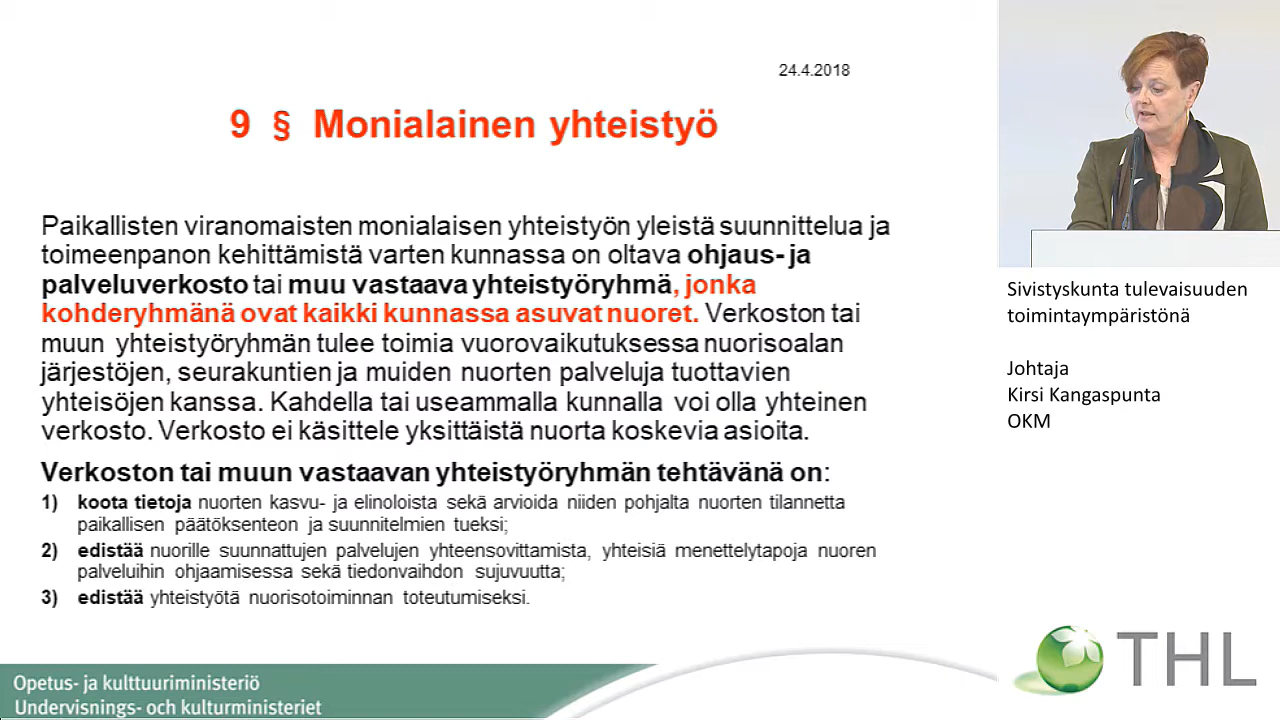 24.4.2018
9 § Monialainen yhteistyö
Paikallisten viranomaisten monialaisen yhteistyön yleistä suunnittelua ja
toimeenpanon kehittämistä varten kunnassa on oltava ohjaus- ja
palveluverkosto tai muu vastaava yhteistyöryhmä, jonka
kohderyhmänä ovat kaikki kunnassa asuvat nuoret. Verkoston tai
muun yhteistyöryhmän tulee toimia vuorovaikutuksessa nuorisoalan
järjestöjen, seurakuntien ja muiden nuorten palveluja tuottavien
yhteisöjen kanssa. Kahdella tai useammalla kunnalla voi olla yhteinen
verkosto. Verkosto ei käsittele yksittäistä nuorta koskevia asioita.
Verkoston tai muun vastaavan yhteistyöryhmän tehtävänä on:
1) koota tietoja nuorten kasvu- ja elinoloista sekä arvioida niiden pohjalta nuorten tilannetta
paikallisen päätöksenteon ja suunnitelmien tueksi;
2) edistää nuorille suunnattujen palvelujen yhteensovittamista, yhteisiä menettelytapoja nuoren
palveluihin ohjaamisessa sekä tiedonvaihdon sujuvuutta;
3) edistää yhteistyötä nuorisotoiminnan toteutumiseksi.
Opetus- ja kulttuuriministeriö
Undervisnings- och kulturministeriet
Sivistyskunta tulevaisuuden
toimintaympäristönä
Johtaja
Kirsi Kangaspunta
OKM
THL